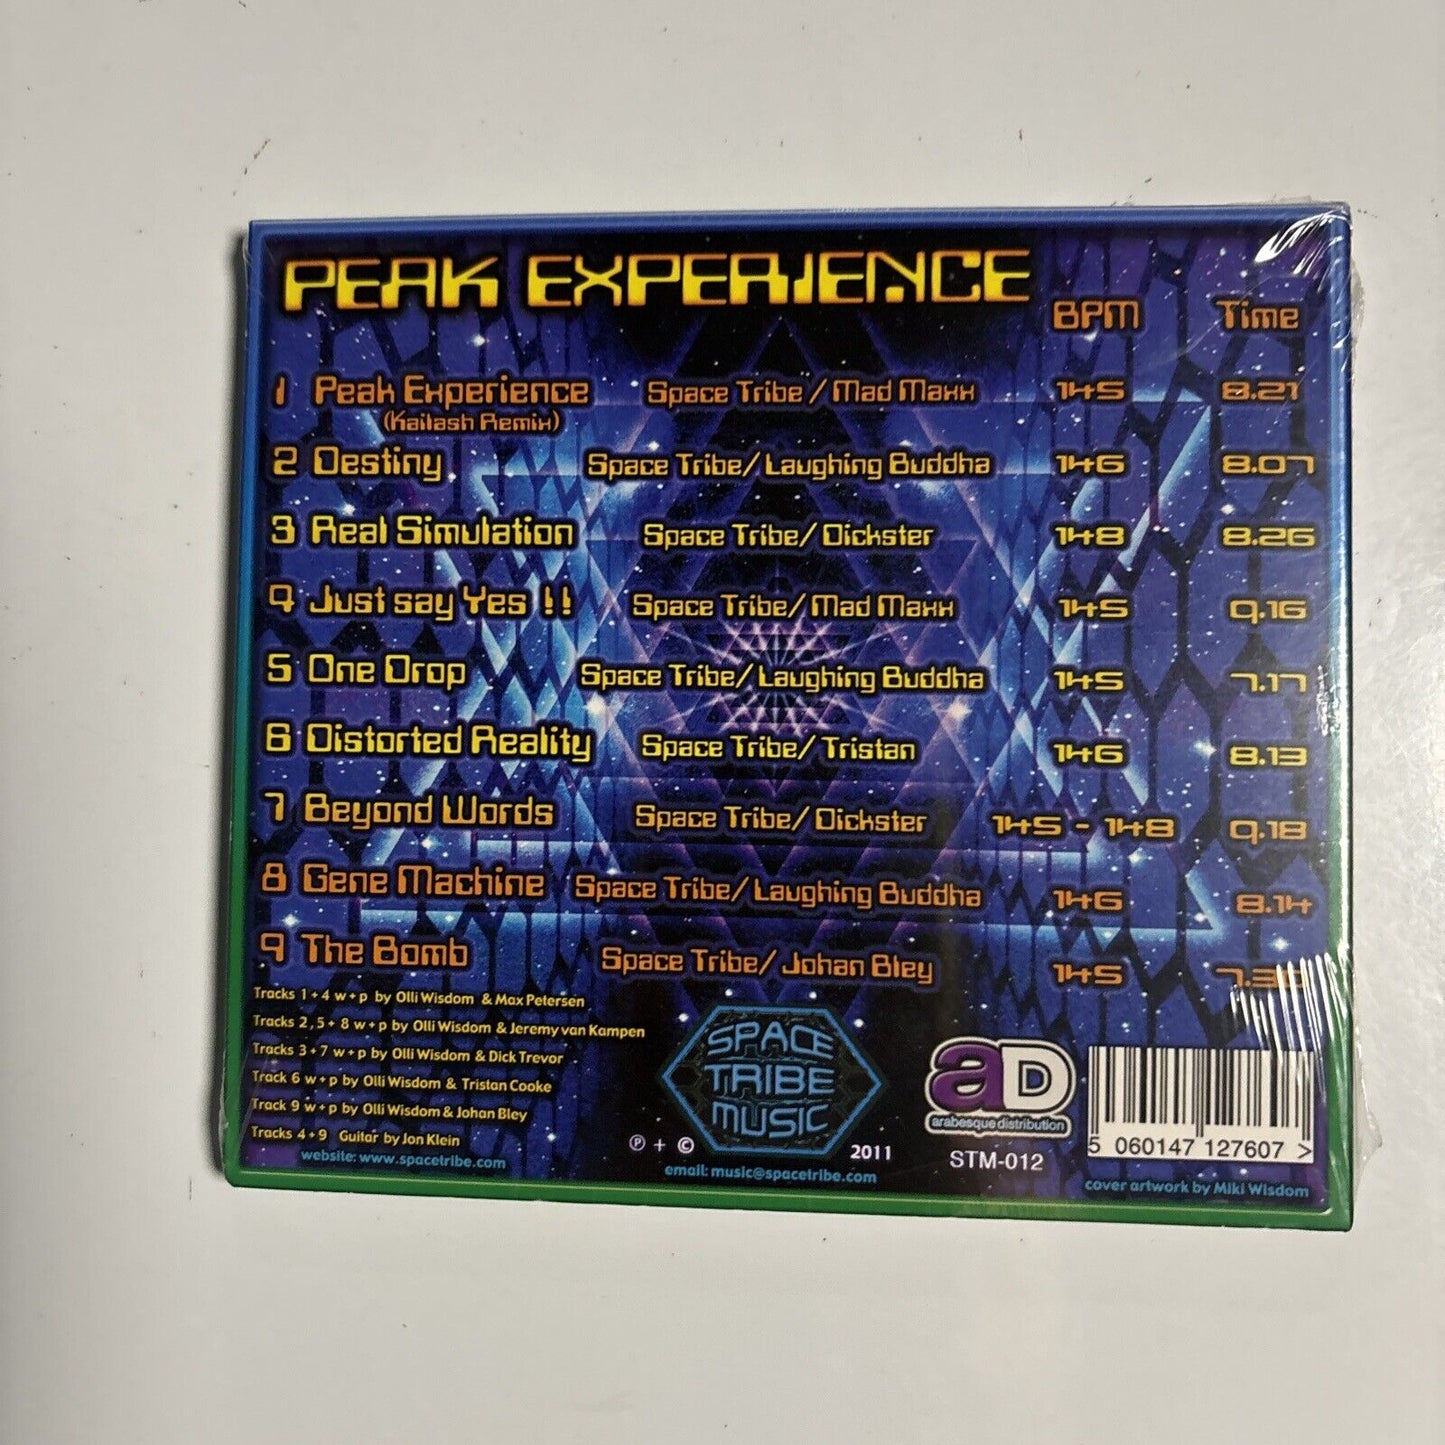 PEAK EXPERIENCE
BPM Time
1 Peak Experience Space Tribe / Mad Maxx 145 8.21
(Kailash Remix)
2 Destiny Space Tribe/ Laughing Buddha 146 8.07
3 Real Simulation Space Tribe/ Dickster 148 8.26
4 Just say Yes !! Space Tribe/ Mad Maxx 145 9.16
5 One Drop Space Tribe/ Laughing Buddha 145 7.17
6 Distorted Reality Space Tribe/ Tristan 146 8.13
7 Beyond Words Space Tribe/ Dickster 145 - 148 9.18
8 Gene Machine Space Tribe/ Laughing Buddha 146 8.14
9 The Bomb Space Tribe/ Johan Bley 145
Tracks 1 + 4 w + p by Olli Wisdom & Max Petersen
Tracks 2, 5 + 8 w + p by Olli Wisdom & Jeremy van Kampen
Tracks 3 + 7 w + p by Olli Wisdom & Dick Trevor
Track 6 w + p by Olli Wisdom & Tristan Cooke
Track 9 w + p by Olli Wisdom & Johan Bley
Tracks 4 + 9 Guitar by Jon Klein
website: www.spacetribe.com
SPACE
TRIBE
MUSIC
℗ + © 2011
email: music@spacetribe.com
aD
arabesque distribution
STM-012
5 060147 127607 >
cover artwork by Miki Wisdom